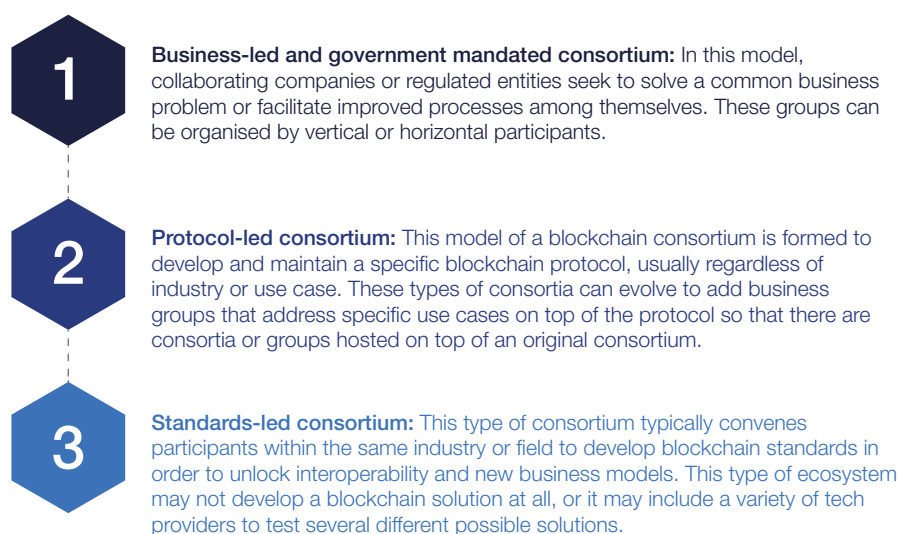 1
Business-led and government mandated consortium: In this model,
collaborating companies or regulated entities seek to solve a common business
problem or facilitate improved processes among themselves. These groups can
be organised by vertical or horizontal participants.
2
Protocol-led consortium: This model of a blockchain consortium is formed to
develop and maintain a specific blockchain protocol, usually regardless of
industry or use case. These types of consortia can evolve to add business
groups that address specific use cases on top of the protocol so that there are
consortia or groups hosted on top of an original consortium.
3
Standards-led consortium: This type of consortium typically convenes
participants within the same industry or field to develop blockchain standards in
order to unlock interoperability and new business models. This type of ecosystem
may not develop a blockchain solution at all, or it may include a variety of tech
providers to test several different possible solutions.